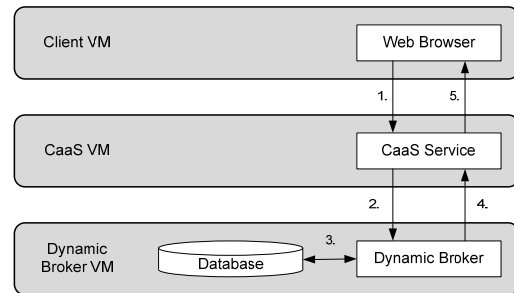 Client VM
Web Browser
1.
5.
CaaS VM
CaaS Service
2.
4.
Dynamic
Broker VM
Database
3.
Dynamic Broker